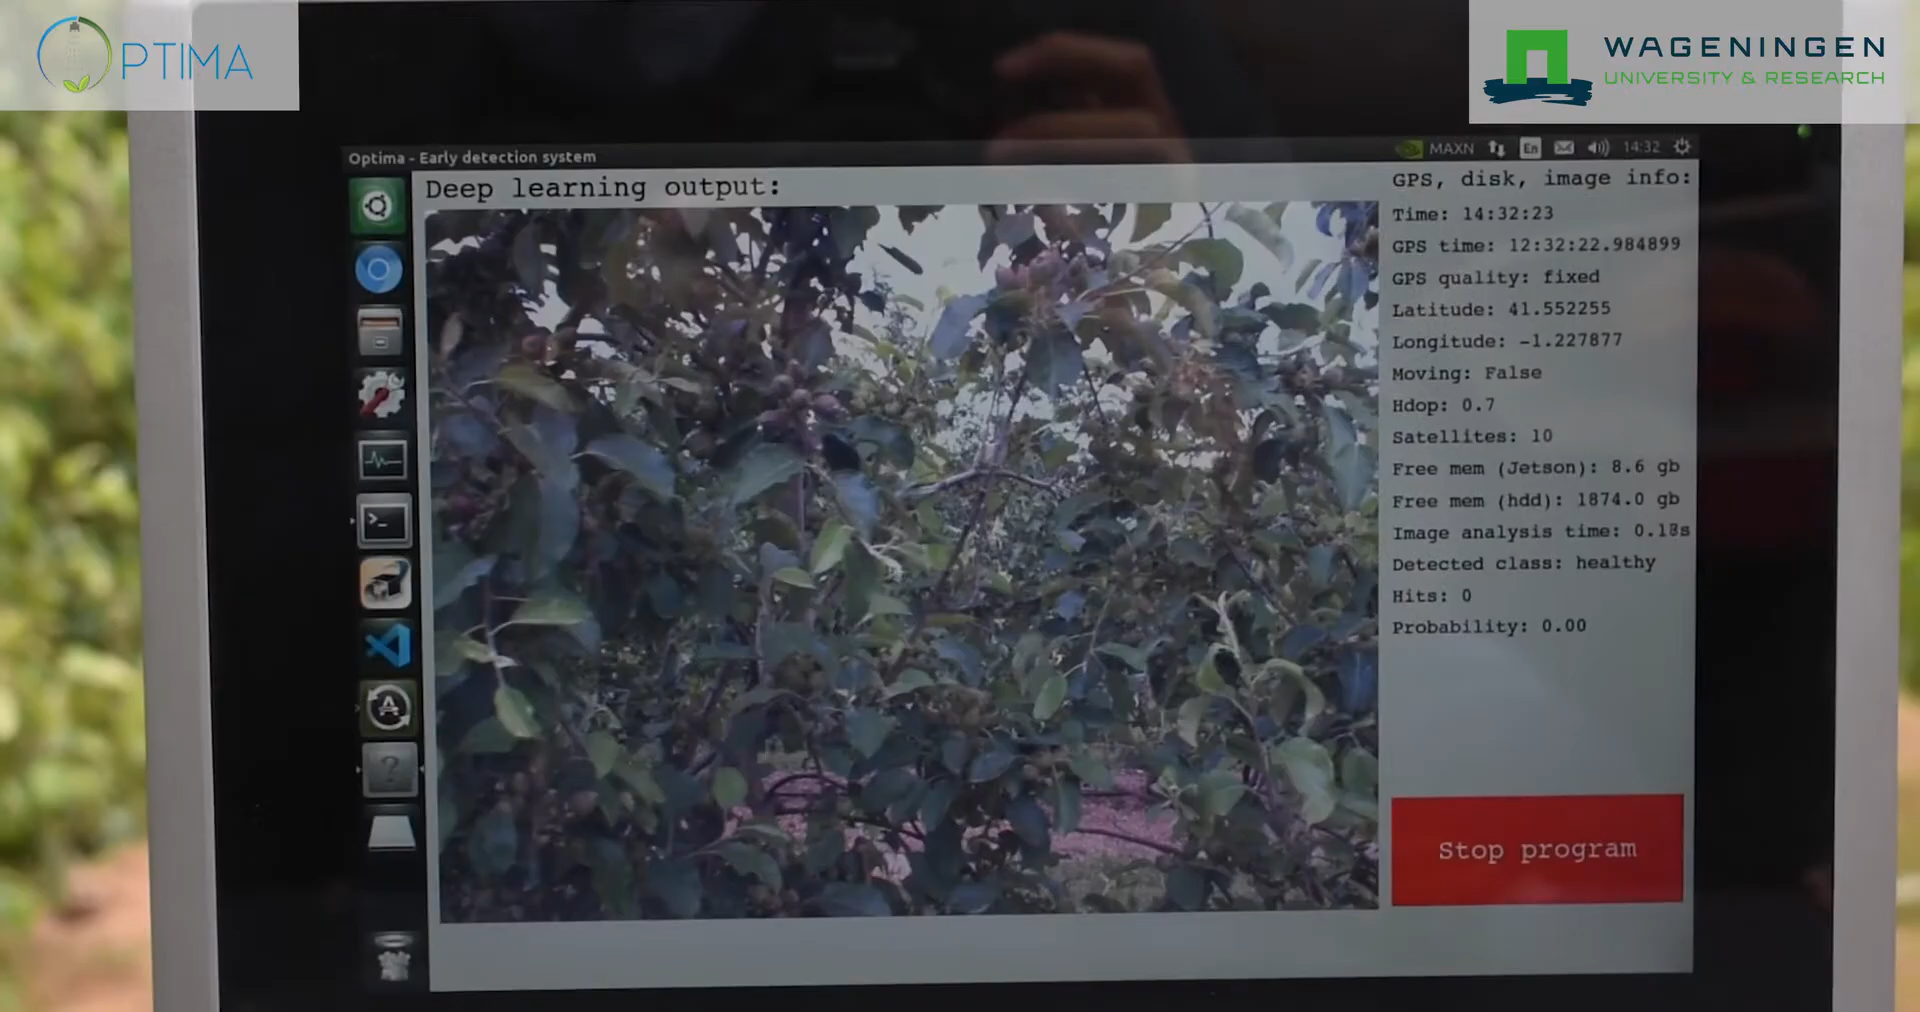 OPTIMA
WAGENINGEN
UNIVERSITY & RESEARCH
Optima - Early detection system
MAXN
En
14:32
Deep learning output:
GPS, disk, image info:
Time: 14:32:23
GPS time: 12:32:22.984899
GPS quality: fixed
Latitude: 41.552255
Longitude: -1.227877
Moving: False
Hdop: 0.7
Satellites: 10
Free mem (Jetson): 8.6 gb
Free mem (hdd): 1874.0 gb
Image analysis time: 0.18s
Detected class: healthy
Hits: 0
Probability: 0.00
Stop program